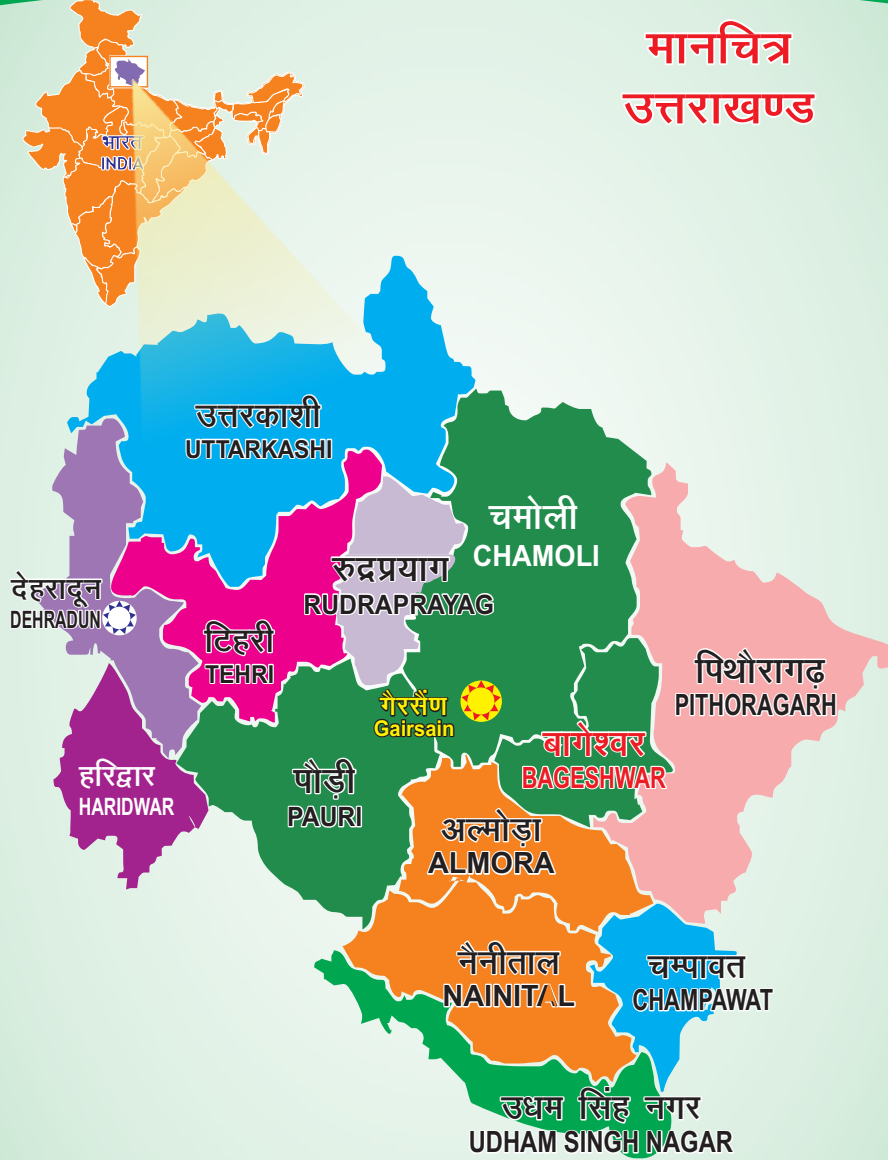 मानचित्र
उत्तराखण्ड
भारत
INDIA
उत्तरकाशी
UTTARKASHI
चमोली
CHAMOLI
रुद्रप्रयाग
RUDRAPRAYAG
देहरादून
DEHRADUN
टिहरी
TEHRI
पिथौरागढ़
PITHORAGARH
गैरसैंण
Gairsain
बागेश्वर
BAGESHWAR
हरिद्वार
HARIDWAR
पौड़ी
PAURI
अल्मोड़ा
ALMORA
नैनीताल
NAINITAL
चम्पावत
CHAMPAWAT
उधम सिंह नगर
UDHAM SINGH NAGAR